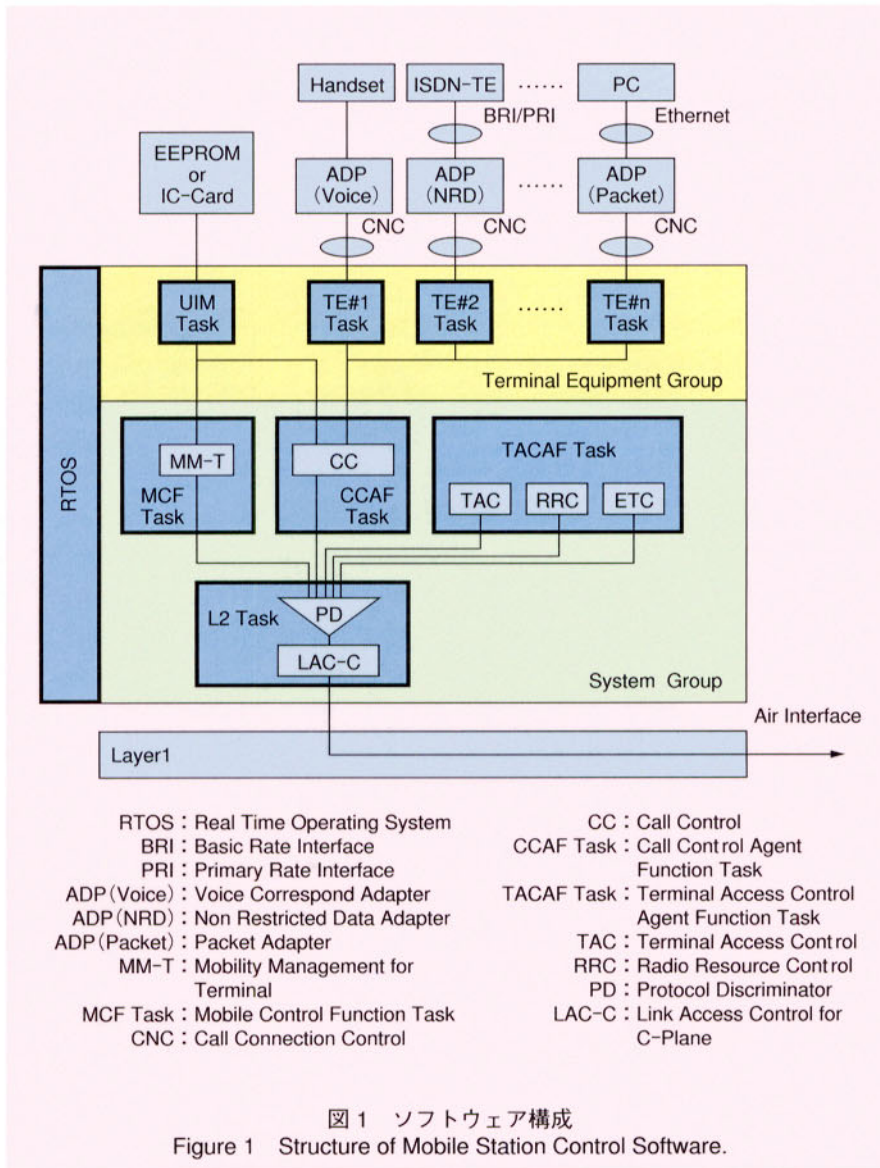 Handset
ISDN-TE
……
PC
BRI/PRI
Ethernet
EEPROM
or
IC-Card
ADP
(Voice)
ADP
(NRD)
……
ADP
(Packet)
CNC
CNC
CNC
RTOS
UIM
Task
TE#1
Task
TE#2
Task
……
TE#n
Task
Terminal Equipment Group
MM-T
MCF
Task
CC
CCAF
Task
TACAF Task
TAC
RRC
ETC
L2 Task
PD
LAC-C
System Group
Air Interface
Layer1
RTOS : Real Time Operating System
BRI : Basic Rate Interface
PRI : Primary Rate Interface
ADP(Voice) : Voice Correspond Adapter
ADP(NRD) : Non Restricted Data Adapter
ADP(Packet) : Packet Adapter
MM-T : Mobility Management for
Terminal
MCF Task : Mobile Control Function Task
CNC : Call Connection Control
CC : Call Control
CCAF Task : Call Control Agent
Function Task
TACAF Task : Terminal Access Control
Agent Function Task
TAC : Terminal Access Control
RRC : Radio Resource Control
PD : Protocol Discriminator
LAC-C : Link Access Control for
C-Plane
図1 ソフトウェア構成
Figure 1 Structure of Mobile Station Control Software.